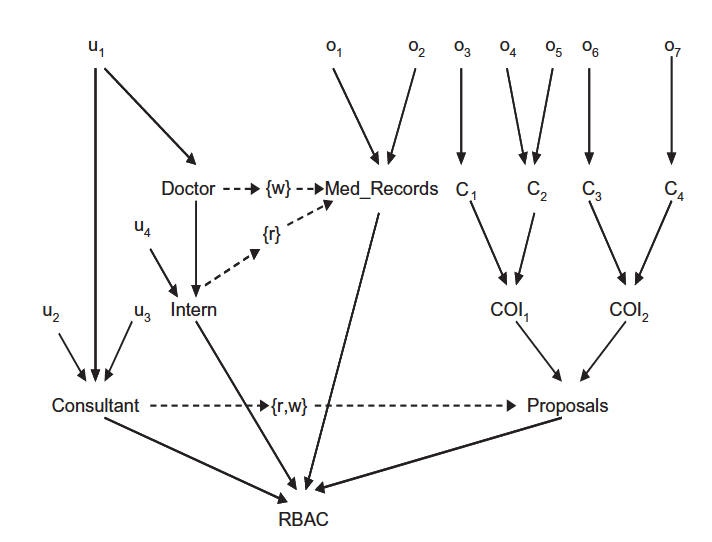 u1 o1 o2 o3 o4 o5 o6 o7
Doctor {w} Med_Records C1 C2 C3 C4
u4 {r}
u2 u3 Intern COI1 COI2
Consultant {r,w} Proposals
RBAC